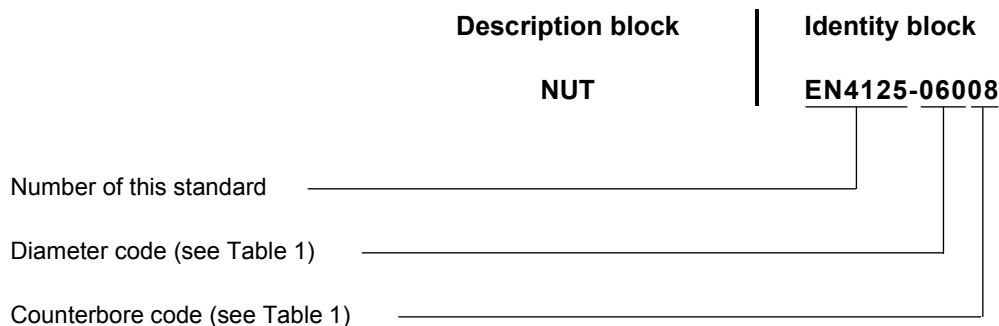 Description block Identity block
NUT EN4125-06008
Number of this standard
Diameter code (see Table 1)
Counterbore code (see Table 1)